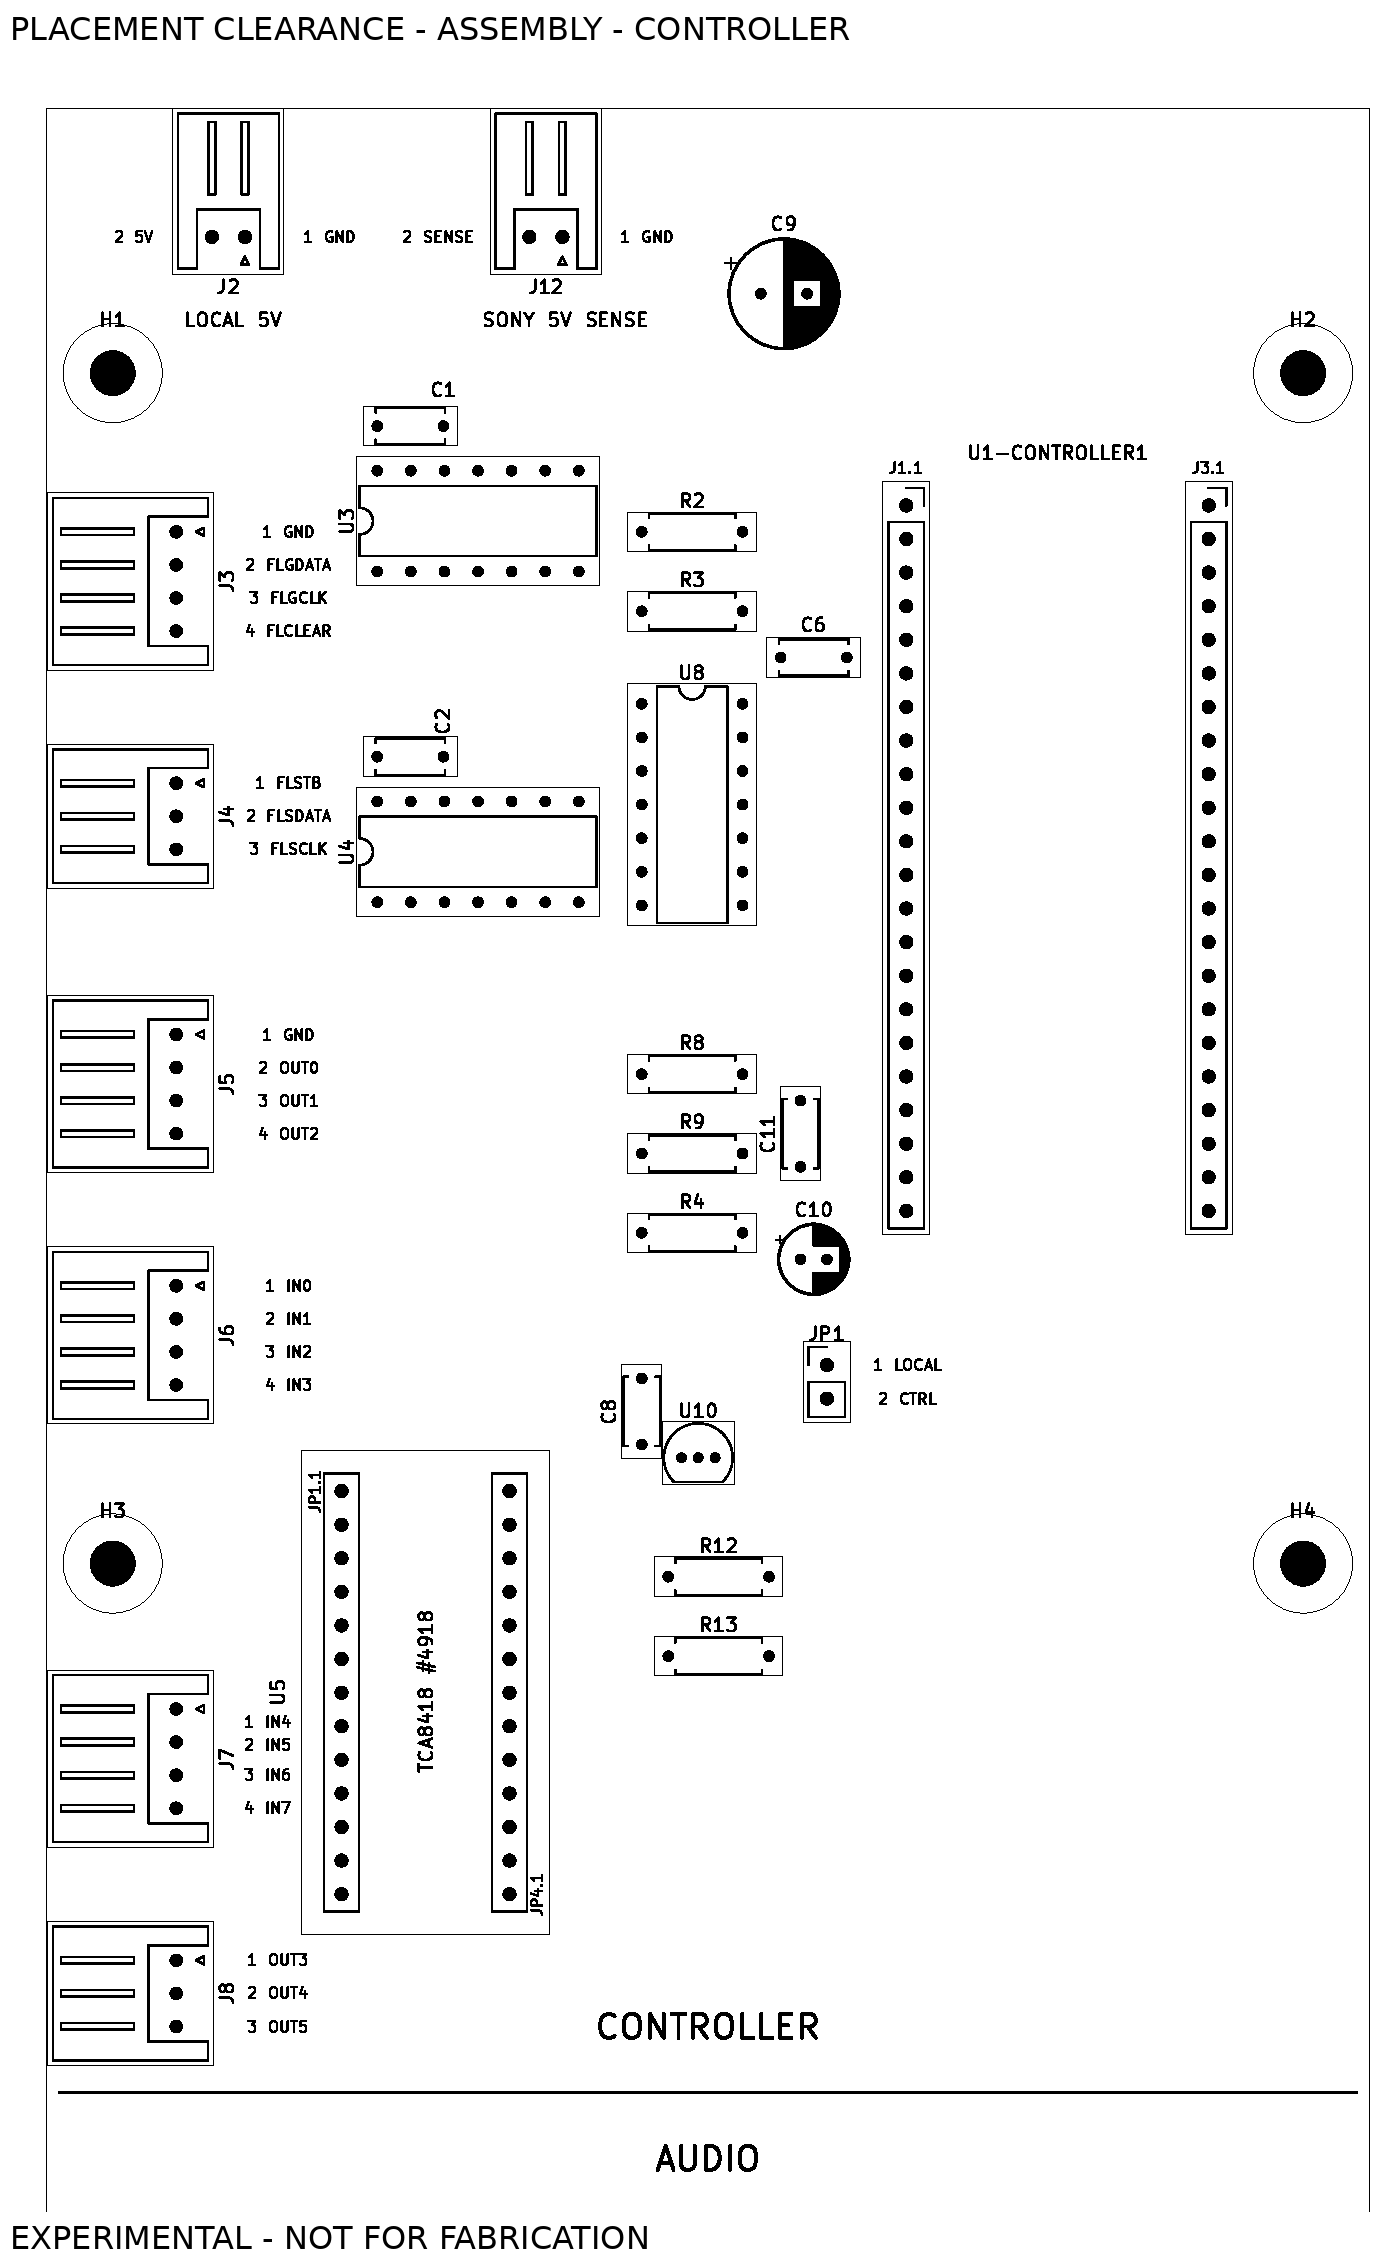 PLACEMENT CLEARANCE - ASSEMBLY - CONTROLLER
C9
2 5V
1 GND
2 SENSE
1 GND
+
J2
J12
H1
LOCAL 5V
SONY 5V SENSE
H2
C1
U1-CONTROLLER1
J1.1
J3.1
R2
U3
1 GND
2 FLGDATA
J3
R3
3 FLGCLK
4 FLCLEAR
C6
U8
C2
1 FLSTB
J4
2 FLSDATA
3 FLSCLK
U4
1 GND
R8
2 OUT0
J5
3 OUT1
R9
4 OUT2
C11
R4
C10
+
1 IN0
2 IN1
J6
JP1
3 IN2
1 LOCAL
4 IN3
2 CTRL
C8
U10
JP1.1
H3
H4
R12
R13
TCA8418 #4918
U5
1 IN4
2 IN5
J7
3 IN6
4 IN7
JP4.1
1 OUT3
J8
2 OUT4
3 OUT5
CONTROLLER
AUDIO
EXPERIMENTAL - NOT FOR FABRICATION